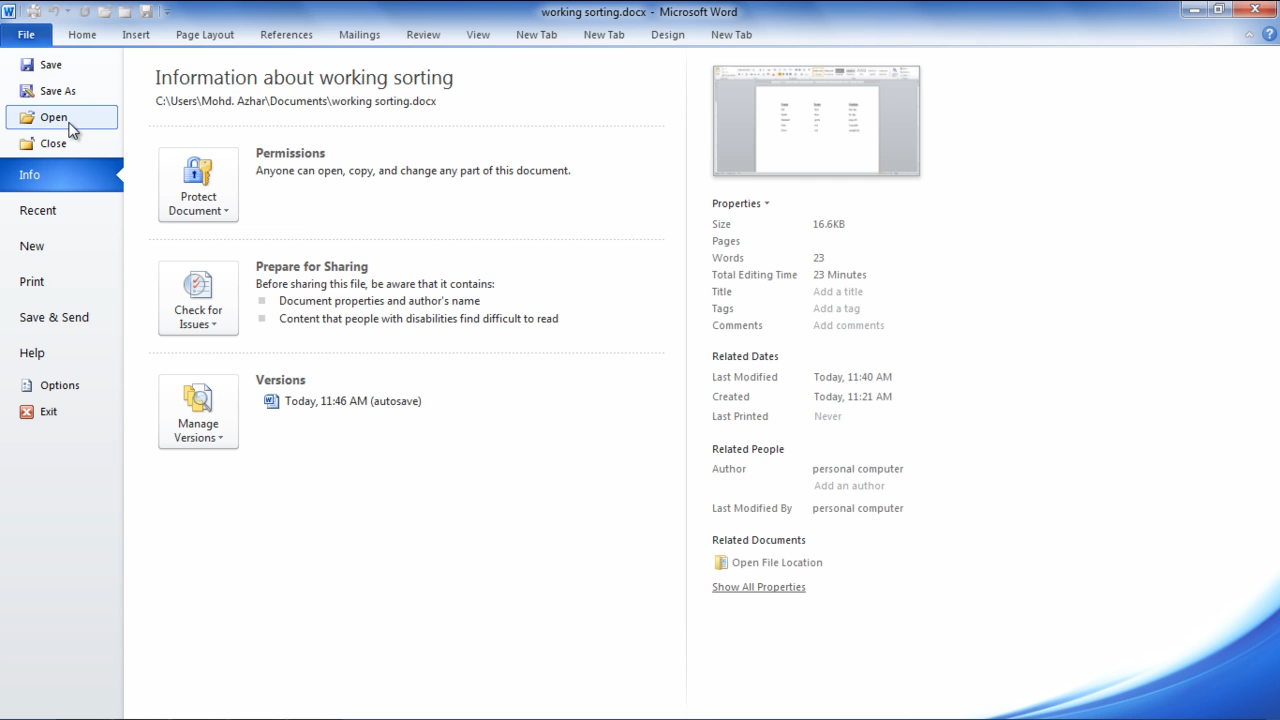 working sorting.docx - Microsoft Word
File Home Insert Page Layout References Mailings Review View New Tab New Tab Design New Tab
Save
Save As
Open
Close
Info
Recent
New
Print
Save & Send
Help
Options
Exit
Information about working sorting
C:\Users\Mohd. Azhar\Documents\working sorting.docx
Protect
Document
Permissions
Anyone can open, copy, and change any part of this document.
Check for
Issues
Prepare for Sharing
Before sharing this file, be aware that it contains:
Document properties and author's name
Content that people with disabilities find difficult to read
Manage
Versions
Versions
Today, 11:46 AM (autosave)
Properties
Size 16.6KB
Pages
Words 23
Total Editing Time 23 Minutes
Title Add a title
Tags Add a tag
Comments Add comments
Related Dates
Last Modified Today, 11:40 AM
Created Today, 11:21 AM
Last Printed Never
Related People
Author personal computer
Add an author
Last Modified By personal computer
Related Documents
Open File Location
Show All Properties